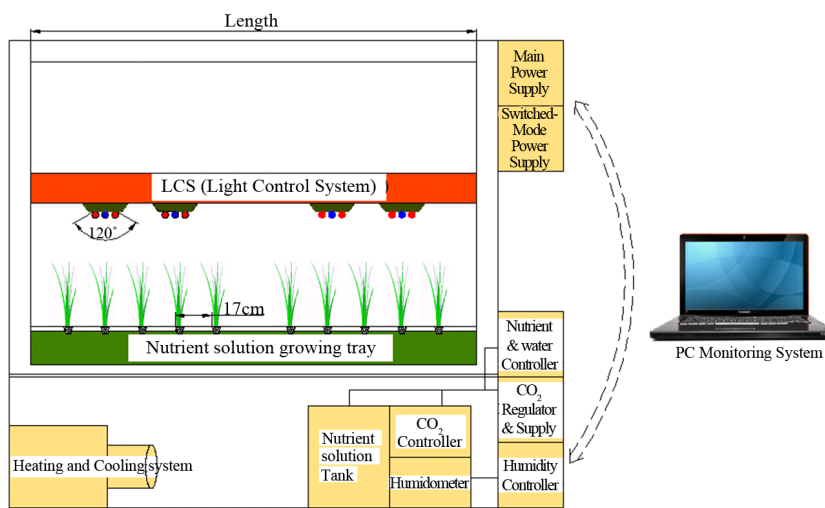 Length
Main
Power
Supply
Switched-
Mode
Power
Supply
LCS (Light Control System)
120°
17cm
Nutrient solution growing tray
Nutrient
& water
Controller
PC Monitoring System
CO2
Regulator
& Supply
Nutrient
solution
Tank
CO2
Controller
Heating and Cooling system
Humidometer
Humidity
Controller